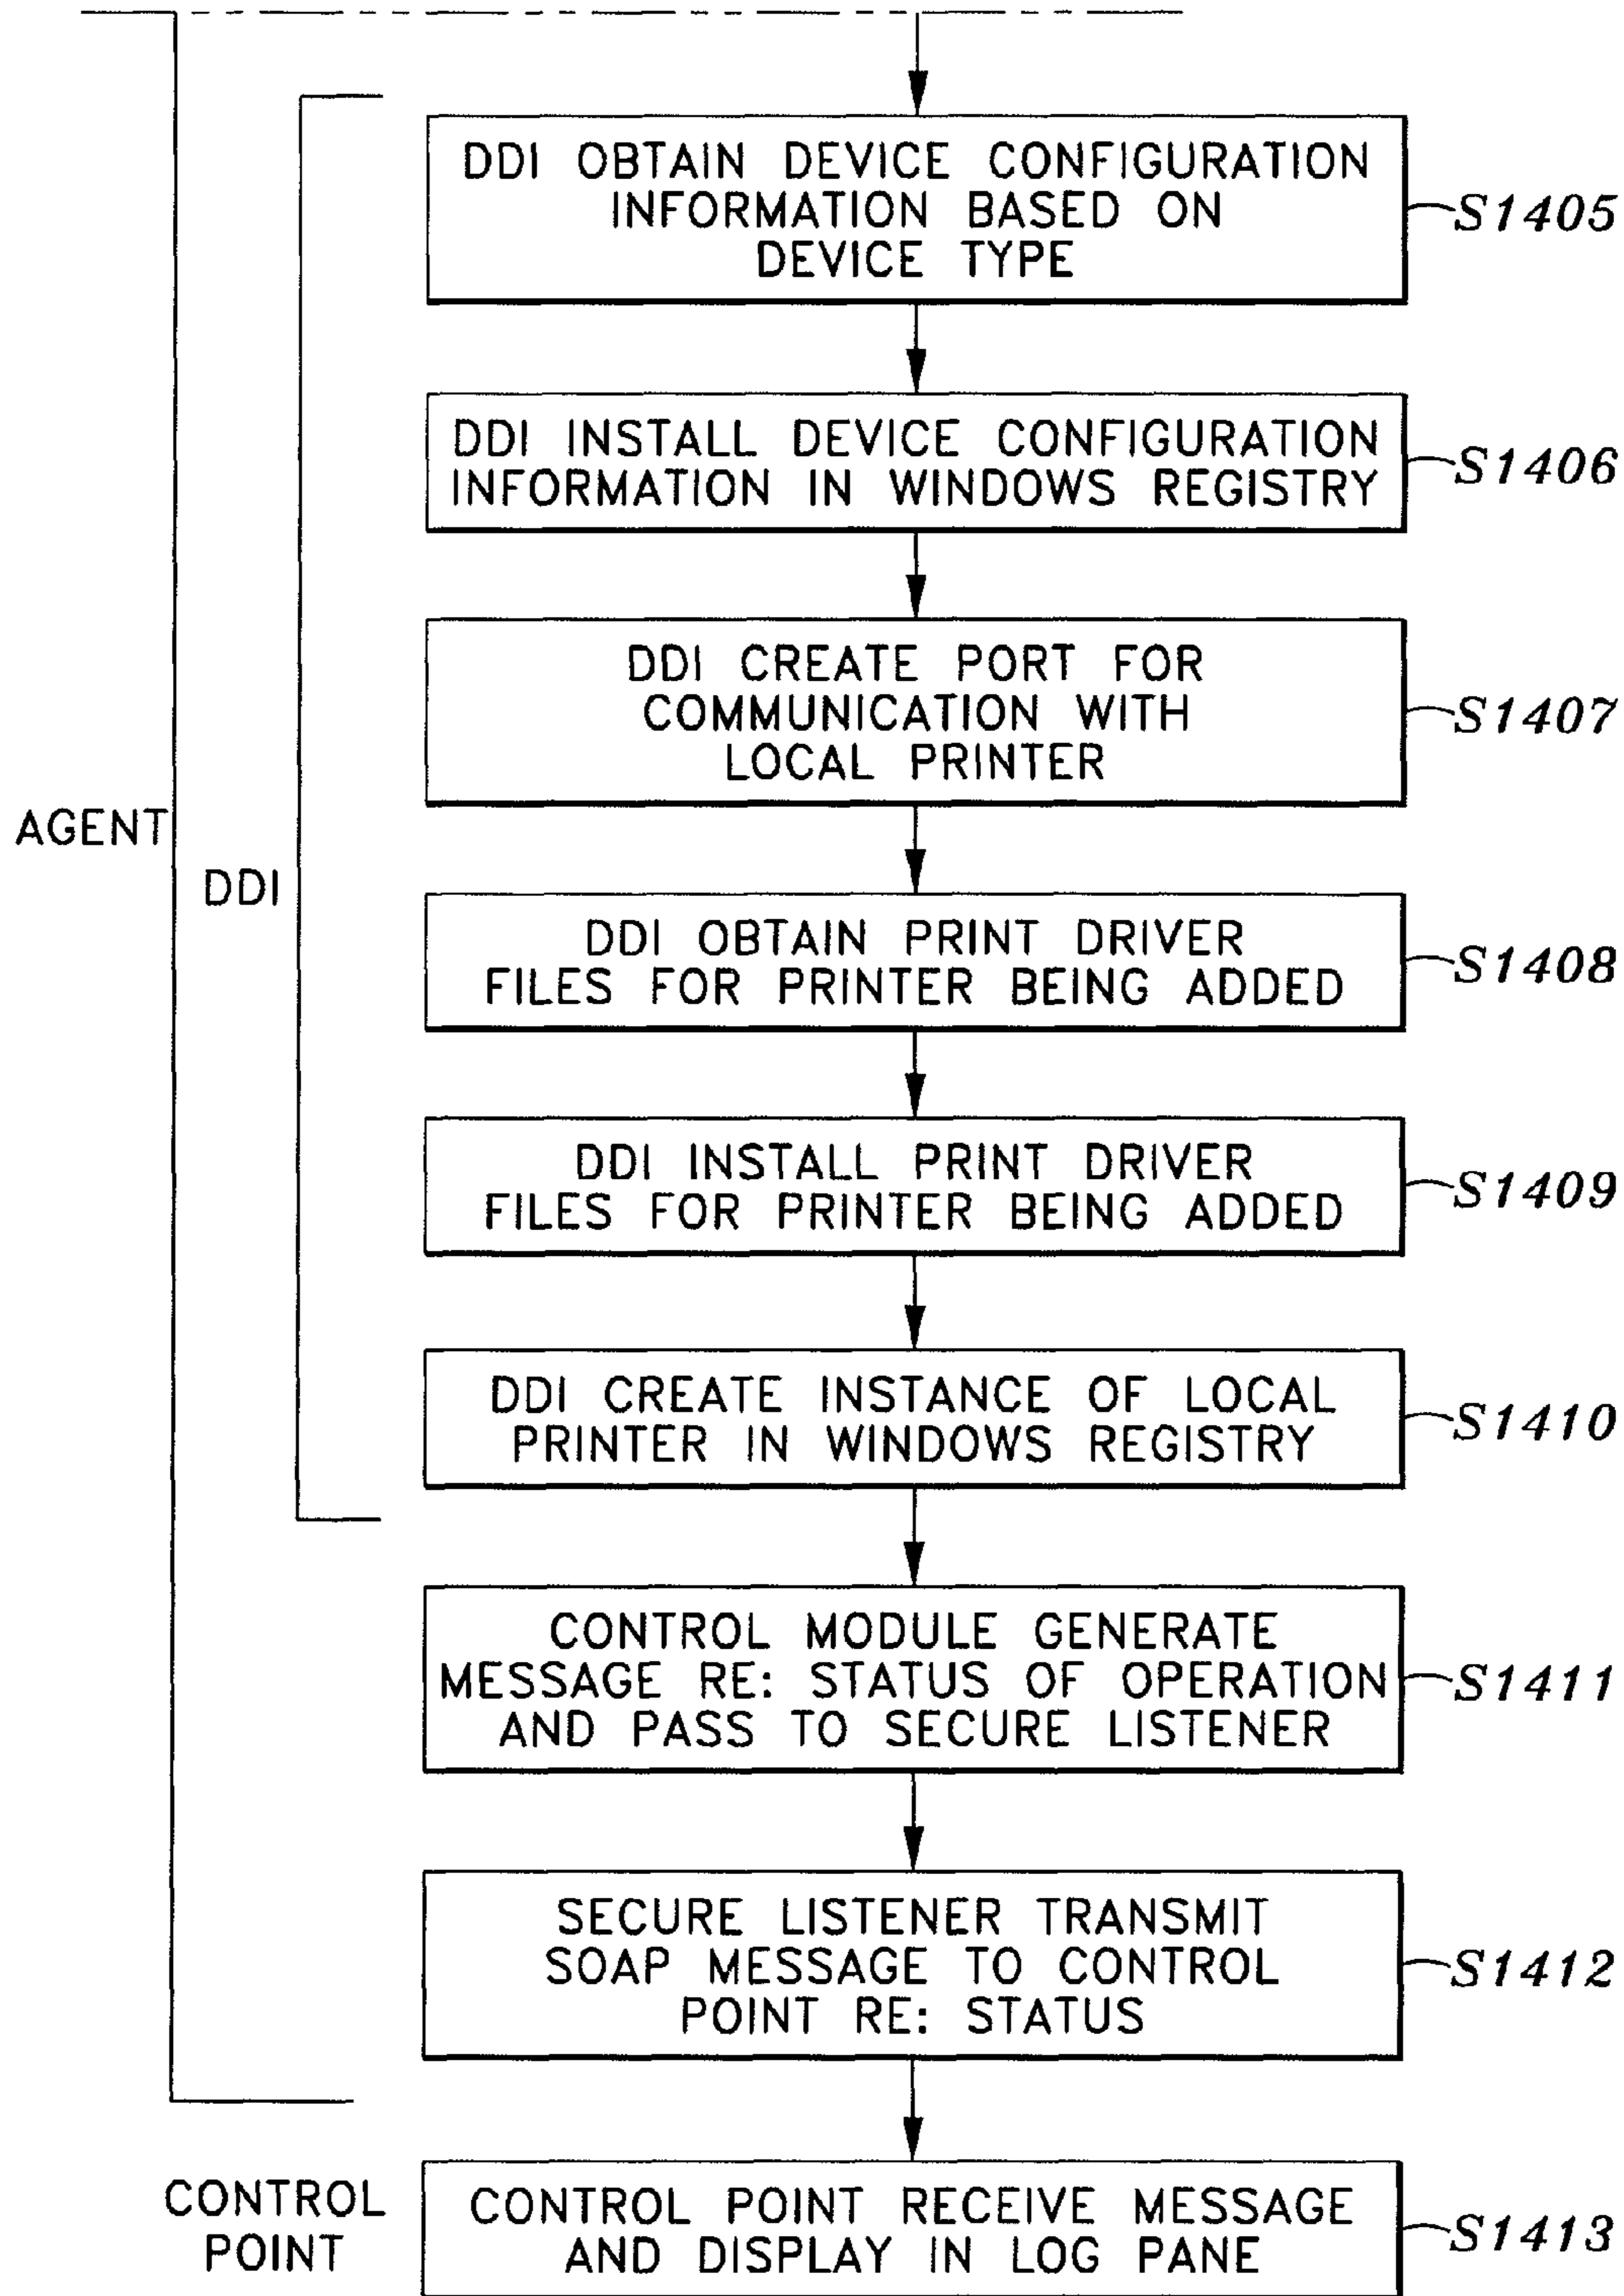 DDI OBTAIN DEVICE CONFIGURATION
INFORMATION BASED ON
DEVICE TYPE
S1405
DDI INSTALL DEVICE CONFIGURATION
INFORMATION IN WINDOWS REGISTRY
S1406
DDI CREATE PORT FOR
COMMUNICATION WITH
LOCAL PRINTER
S1407
AGENT
DDI
DDI OBTAIN PRINT DRIVER
FILES FOR PRINTER BEING ADDED
S1408
DDI INSTALL PRINT DRIVER
FILES FOR PRINTER BEING ADDED
S1409
DDI CREATE INSTANCE OF LOCAL
PRINTER IN WINDOWS REGISTRY
S1410
CONTROL MODULE GENERATE
MESSAGE RE: STATUS OF OPERATION
AND PASS TO SECURE LISTENER
S1411
SECURE LISTENER TRANSMIT
SOAP MESSAGE TO CONTROL
POINT RE: STATUS
S1412
CONTROL
POINT
CONTROL POINT RECEIVE MESSAGE
AND DISPLAY IN LOG PANE
S1413